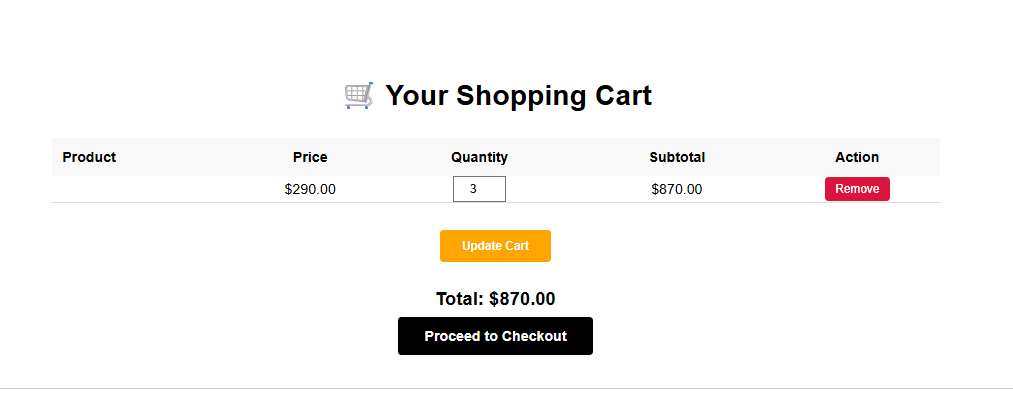 🛒 Your Shopping Cart
Product Price Quantity Subtotal Action
$290.00 3 $870.00 Remove
Update Cart
Total: $870.00
Proceed to Checkout